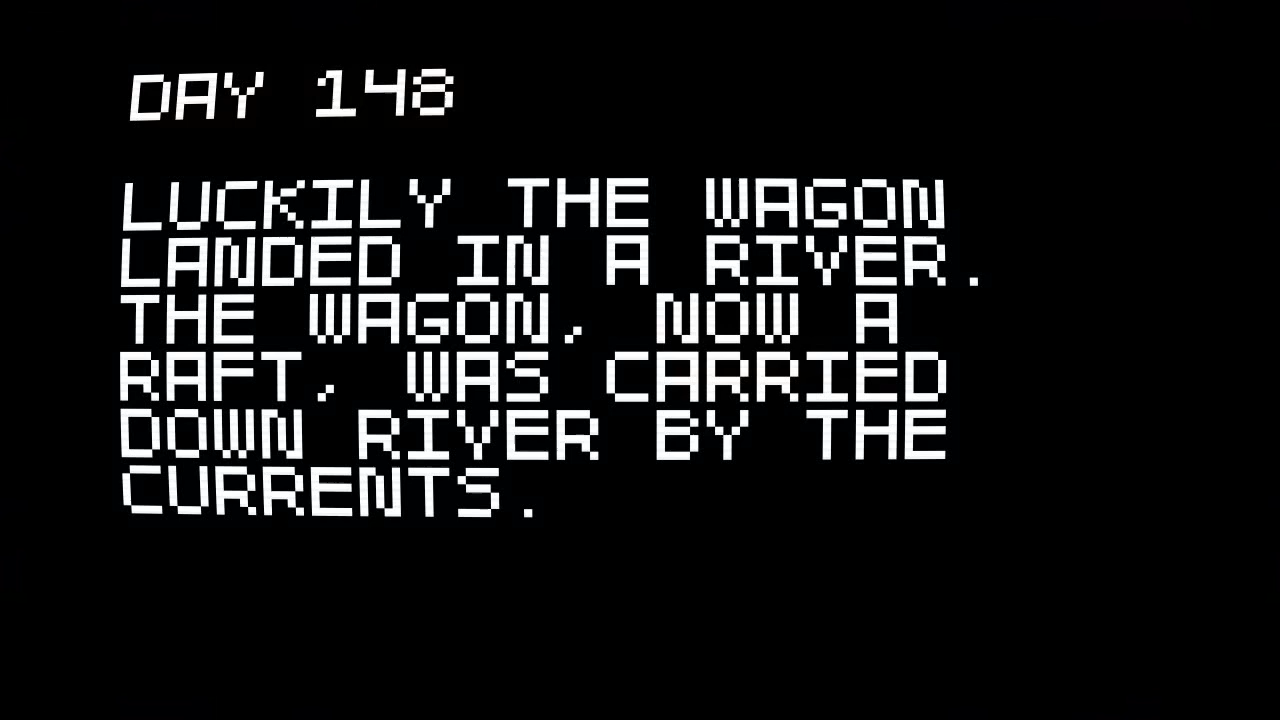 DAY 148
LUCKILY THE WAGON
LANDED IN A RIVER.
THE WAGON, NOW A
RAFT, WAS CARRIED
DOWN RIVER BY THE
CURRENTS.